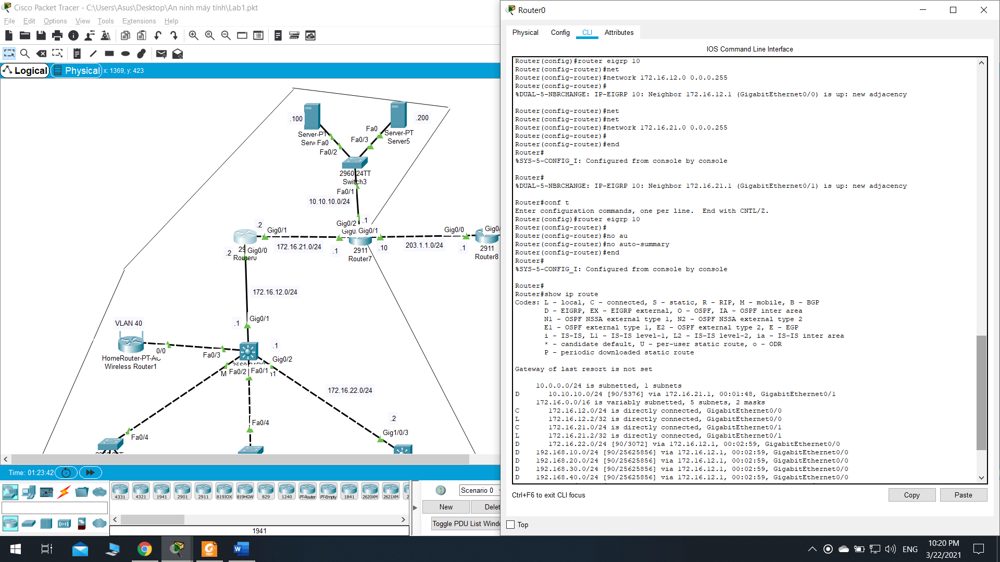 Cisco Packet Tracer - C:\Users\Asus\Desktop\An ninh máy tính\Lab1.pkt
File Edit Options View Tools Extensions Help
Logical Physical x: 1369, y: 423
.100
.200
Server-PT
Fa0
Fa0/2
Fa0
Fa0/3
Server-PT
Server5
2960-24TT
Switch3
Fa0/1
10.10.10.0/24
.2
Gig0/1
Gig0/2
.1
Gig0/1
Gig0/0
172.16.21.0/24
.1
.10
203.1.1.0/24
.1
.2
Gig0/0
Router0
2911
Router7
2911
Router8
172.16.12.0/24
VLAN 40
.1
Gig0/1
0/0
HomeRouter-PT-AC
Wireless Router1
Fa0/3
.1
Gig0/2
Fa0/2
Fa0/1
172.16.22.0/24
Fa0/4
Fa0/4
.2
Gig1/0/3
Time: 01:23:42
4331 4321 1941 2901 2911 819IOX 819HGW 829 1240 PT-Router PT-Empty 1841 2620XM 2621XM
1941
Scenario 0
New
Delet
Toggle PDU List Windo
Router0
Physical Config CLI Attributes
IOS Command Line Interface
Router(config)#router eigrp 10
Router(config-router)#net
Router(config-router)#network 172.16.12.0 0.0.0.255
Router(config-router)#
%DUAL-5-NBRCHANGE: IP-EIGRP 10: Neighbor 172.16.12.1 (GigabitEthernet0/0) is up: new adjacency
Router(config-router)#net
Router(config-router)#net
Router(config-router)#network 172.16.21.0 0.0.0.255
Router(config-router)#
Router(config-router)#end
Router#
%SYS-5-CONFIG_I: Configured from console by console
Router#
%DUAL-5-NBRCHANGE: IP-EIGRP 10: Neighbor 172.16.21.1 (GigabitEthernet0/1) is up: new adjacency
Router#conf t
Enter configuration commands, one per line.  End with CNTL/Z.
Router(config)#router eigrp 10
Router(config-router)#
Router(config-router)#no au
Router(config-router)#no auto-summary
Router(config-router)#end
Router#
%SYS-5-CONFIG_I: Configured from console by console
Router#
Router#show ip route
Codes: L - local, C - connected, S - static, R - RIP, M - mobile, B - BGP
D - EIGRP, EX - EIGRP external, O - OSPF, IA - OSPF inter area
N1 - OSPF NSSA external type 1, N2 - OSPF NSSA external type 2
E1 - OSPF external type 1, E2 - OSPF external type 2, E - EGP
i - IS-IS, L1 - IS-IS level-1, L2 - IS-IS level-2, ia - IS-IS inter area
* - candidate default, U - per-user static route, o - ODR
P - periodic downloaded static route
Gateway of last resort is not set
10.0.0.0/24 is subnetted, 1 subnets
D 10.10.10.0/24 [90/5376] via 172.16.21.1, 00:01:48, GigabitEthernet0/1
172.16.0.0/16 is variably subnetted, 5 subnets, 2 masks
C 172.16.12.0/24 is directly connected, GigabitEthernet0/0
L 172.16.12.2/32 is directly connected, GigabitEthernet0/0
C 172.16.21.0/24 is directly connected, GigabitEthernet0/1
L 172.16.21.2/32 is directly connected, GigabitEthernet0/1
D 172.16.22.0/24 [90/3072] via 172.16.12.1, 00:02:59, GigabitEthernet0/0
D 192.168.10.0/24 [90/25625856] via 172.16.12.1, 00:02:59, GigabitEthernet0/0
D 192.168.20.0/24 [90/25625856] via 172.16.12.1, 00:02:59, GigabitEthernet0/0
D 192.168.30.0/24 [90/25625856] via 172.16.12.1, 00:02:59, GigabitEthernet0/0
D 192.168.40.0/24 [90/25625856] via 172.16.12.1, 00:02:59, GigabitEthernet0/0
Ctrl+F6 to exit CLI focus
Copy
Paste
Top
ENG
10:20 PM
3/22/2021